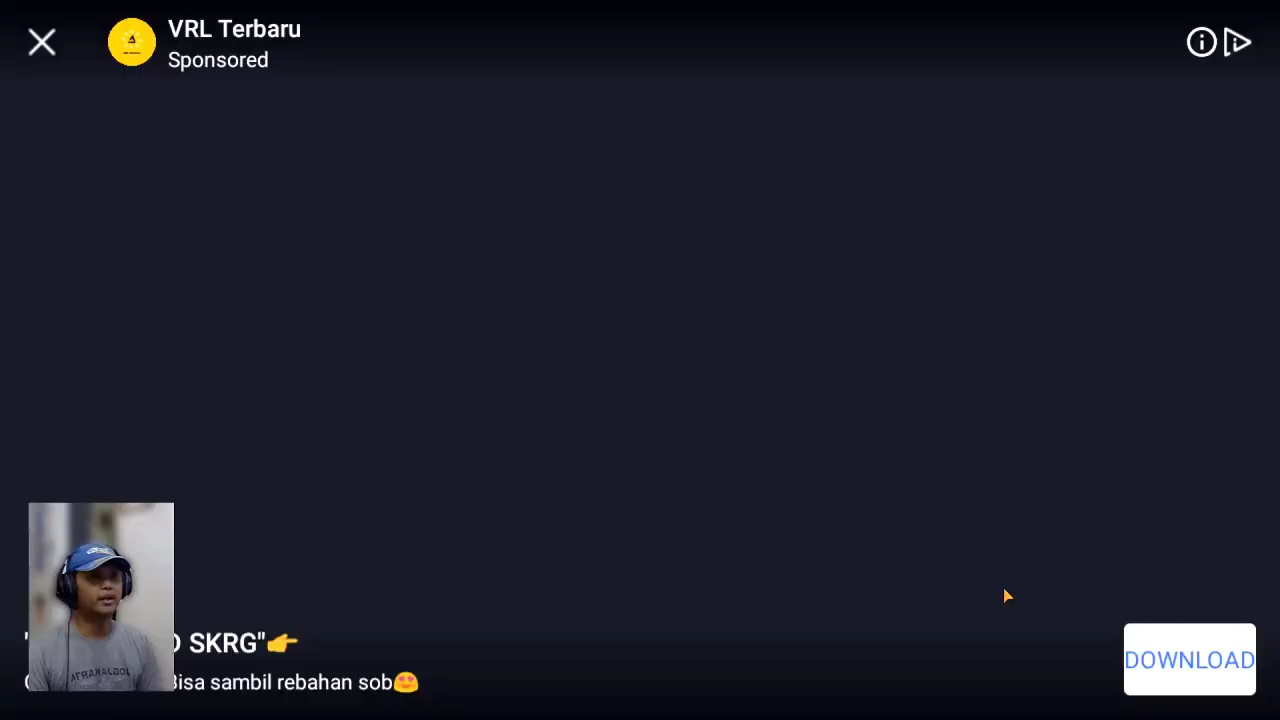 VRL Terbaru
Sponsored
SKRG"👉
Bisa sambil rebahan sob😍
DOWNLOAD